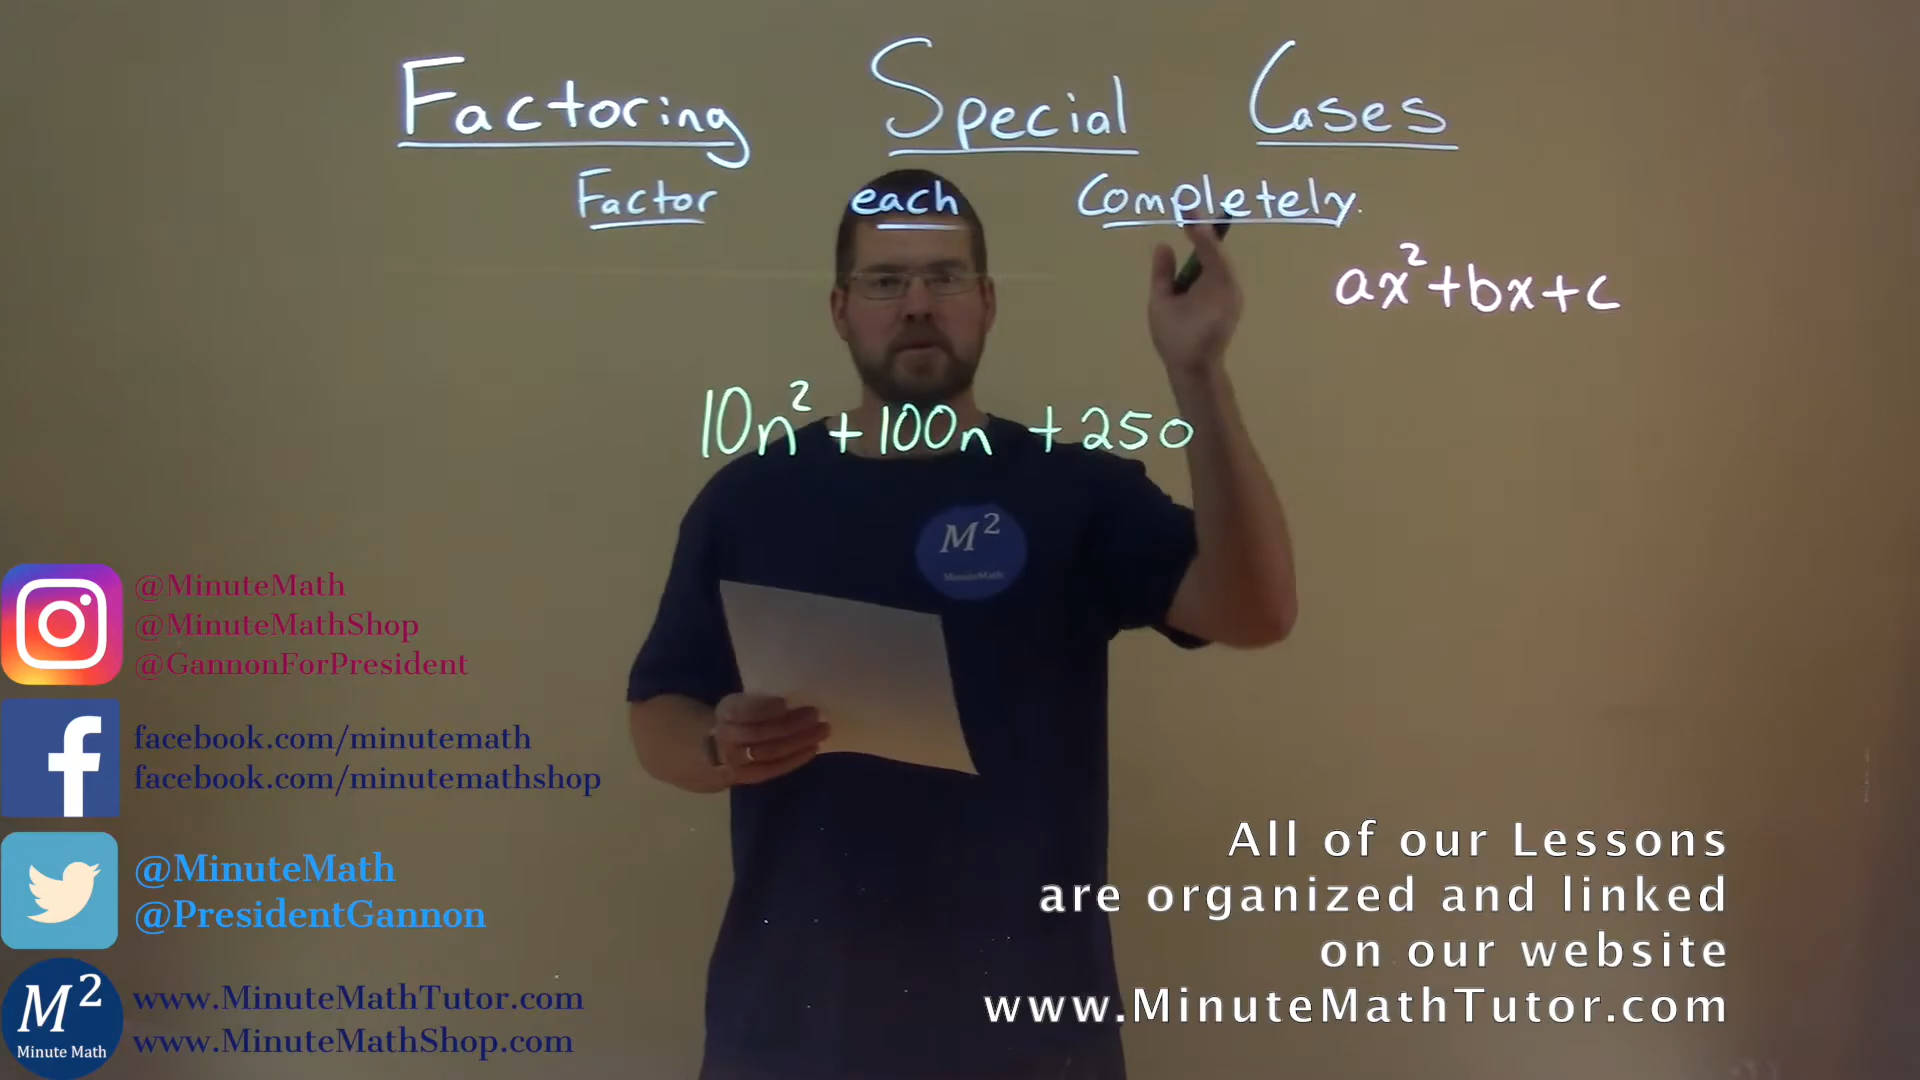 Factoring Special Cases
Factor each Completely.
ax²+bx+c
10n²+100n+250
M²
MinuteMath
@MinuteMath
@MinuteMathShop
@GannonForPresident
facebook.com/minutemath
facebook.com/minutemathshop
@MinuteMath
@PresidentGannon
M²
Minute Math
www.MinuteMathTutor.com
www.MinuteMathShop.com
All of our Lessons
are organized and linked
on our website
www.MinuteMathTutor.com